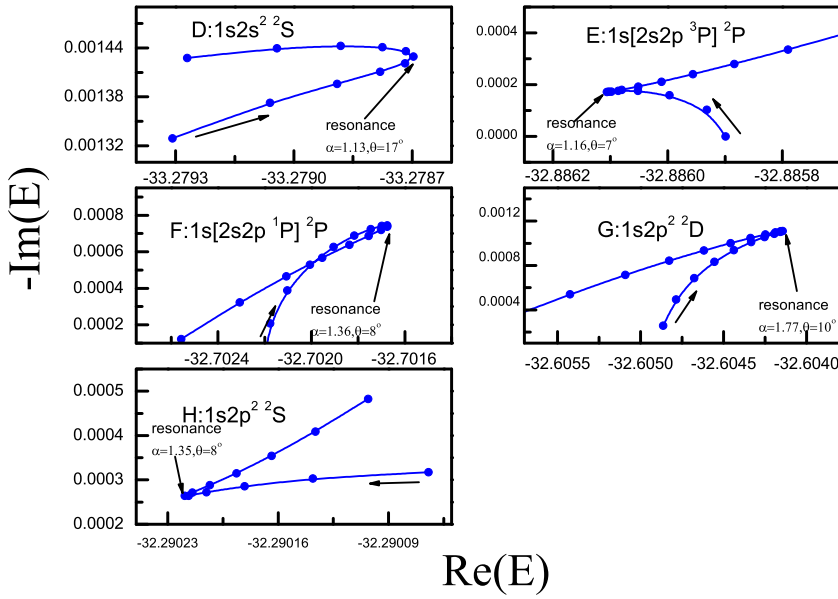 D:1s2s² ²S
0.00144
0.00138
0.00132
resonance
α=1.13,θ=17°
-33.2793 -33.2790 -33.2787
E:1s[2s2p ³P] ²P
0.0004
0.0002
0.0000
resonance
α=1.16,θ=7°
-32.8862 -32.8860 -32.8858
F:1s[2s2p ¹P] ²P
0.0008
0.0006
0.0004
0.0002
resonance
α=1.36,θ=8°
-32.7024 -32.7020 -32.7016
G:1s2p² ²D
0.0012
0.0008
0.0004
resonance
α=1.77,θ=10°
-32.6055 -32.6050 -32.6045 -32.6040
-Im(E)
H:1s2p² ²S
0.0005
0.0004
0.0003
0.0002
resonance
α=1.35,θ=8°
-32.29023 -32.29016 -32.29009
Re(E)